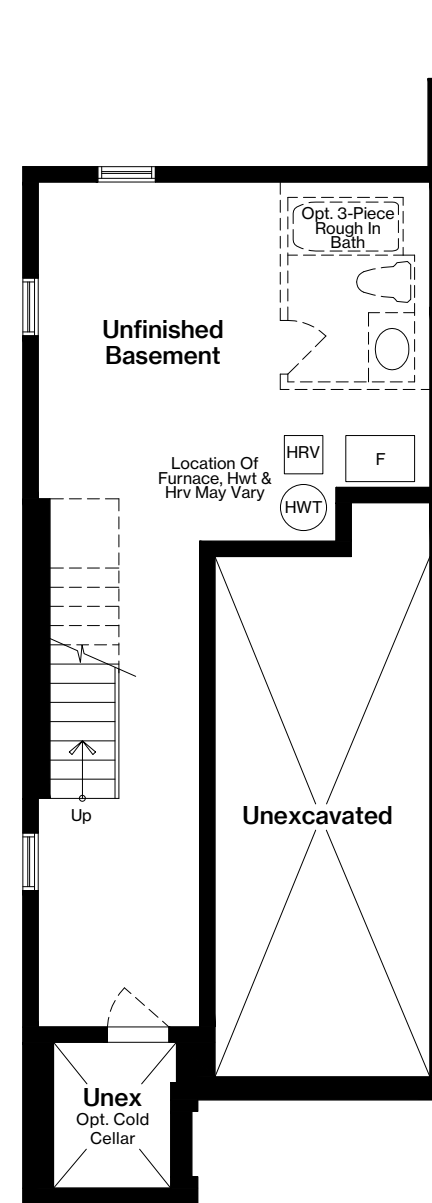 Opt. 3-Piece
Rough In
Bath
Unfinished
Basement
HRV
F
Location Of
Furnace, Hwt &
Hrv May Vary
HWT
Up
Unexcavated
Unex
Opt. Cold
Cellar